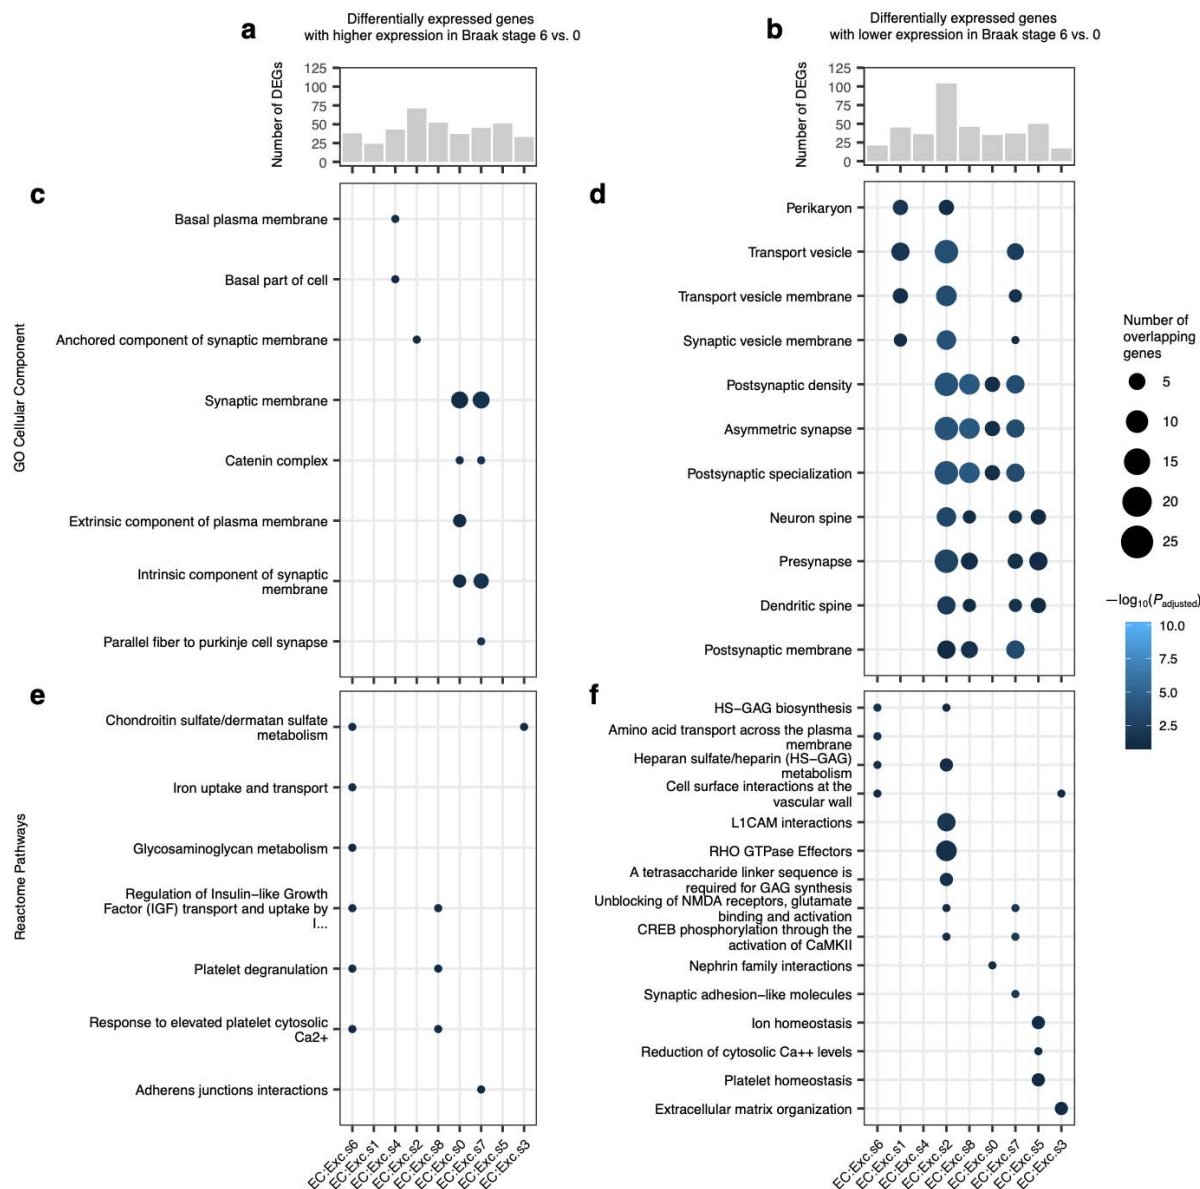 a
Differentially expressed genes
with higher expression in Braak stage 6 vs. 0
Number of DEGs
125
100
75
50
25
0
b
Differentially expressed genes
with lower expression in Braak stage 6 vs. 0
Number of DEGs
125
100
75
50
25
0
c
GO Cellular Component
Basal plasma membrane
Basal part of cell
Anchored component of synaptic membrane
Synaptic membrane
Catenin complex
Extrinsic component of plasma membrane
Intrinsic component of synaptic
membrane
Parallel fiber to purkinje cell synapse
d
Perikaryon
Transport vesicle
Transport vesicle membrane
Synaptic vesicle membrane
Postsynaptic density
Asymmetric synapse
Postsynaptic specialization
Neuron spine
Presynapse
Dendritic spine
Postsynaptic membrane
Number of
overlapping
genes
5
10
15
20
25
−log10(Padjusted)
10.0
7.5
5.0
2.5
e
Reactome Pathways
Chondroitin sulfate/dermatan sulfate
metabolism
Iron uptake and transport
Glycosaminoglycan metabolism
Regulation of Insulin−like Growth
Factor (IGF) transport and uptake by
I...
Platelet degranulation
Response to elevated platelet cytosolic
Ca2+
Adherens junctions interactions
EC:Exc.s6
EC:Exc.s1
EC:Exc.s4
EC:Exc.s2
EC:Exc.s8
EC:Exc.s0
EC:Exc.s7
EC:Exc.s5
EC:Exc.s3
f
HS−GAG biosynthesis
Amino acid transport across the plasma
membrane
Heparan sulfate/heparin (HS−GAG)
metabolism
Cell surface interactions at the
vascular wall
L1CAM interactions
RHO GTPase Effectors
A tetrasaccharide linker sequence is
required for GAG synthesis
Unblocking of NMDA receptors, glutamate
binding and activation
CREB phosphorylation through the
activation of CaMKII
Nephrin family interactions
Synaptic adhesion−like molecules
Ion homeostasis
Reduction of cytosolic Ca++ levels
Platelet homeostasis
Extracellular matrix organization
EC:Exc.s6
EC:Exc.s1
EC:Exc.s4
EC:Exc.s2
EC:Exc.s8
EC:Exc.s0
EC:Exc.s7
EC:Exc.s5
EC:Exc.s3